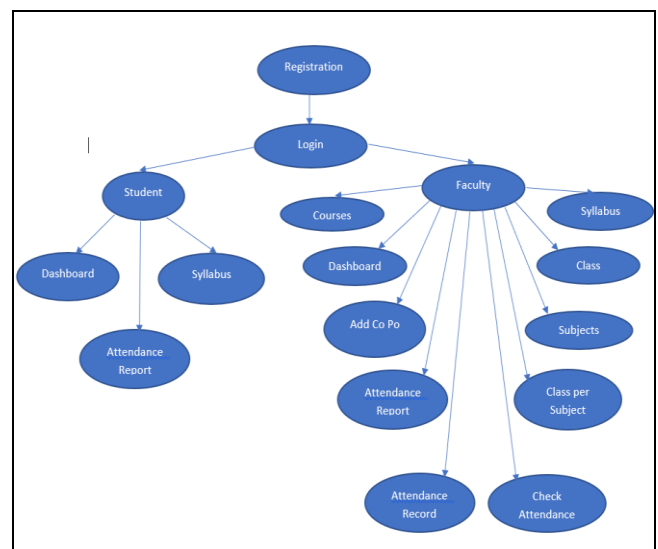 Registration
Login
Student
Faculty
Courses
Syllabus
Dashboard
Syllabus
Dashboard
Class
Add Co Po
Subjects
Attendance
Report
Attendance
Report
Class per
Subject
Attendance
Record
Check
Attendance